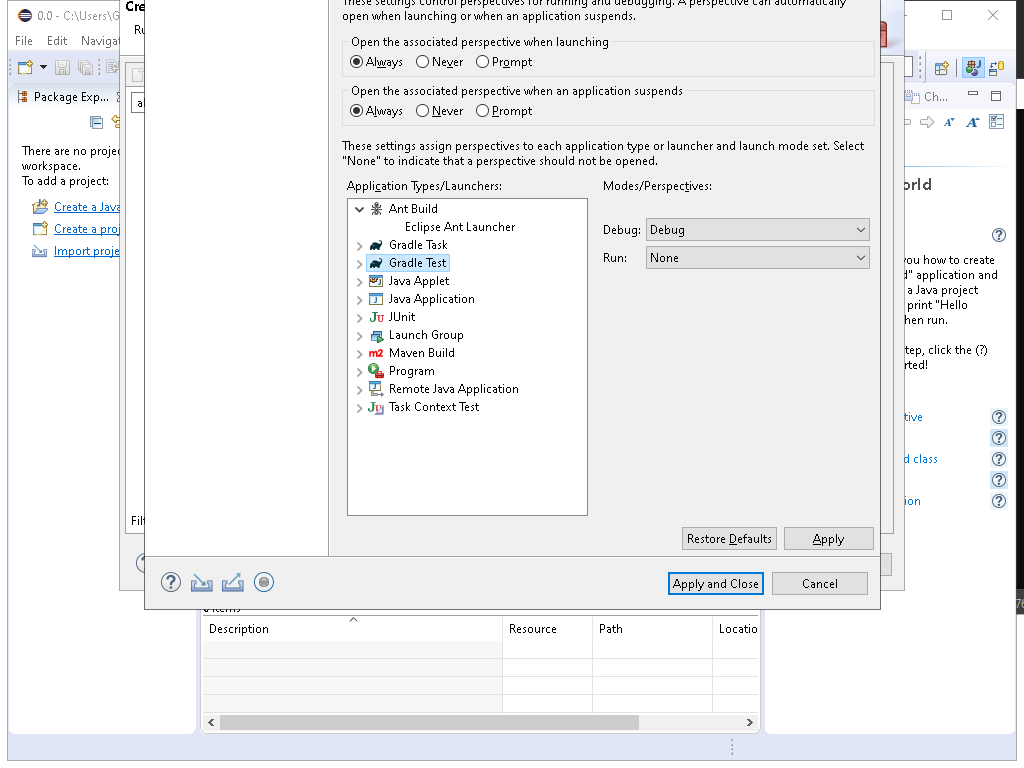 0.0 - C:\Users\G
Cre
File Edit Naviga
Ru
Package Exp...
al
There are no proje
workspace.
To add a project:
Create a Java
Create a proj
Import proje
Filt
These settings control perspectives for running and debugging. A perspective can automatically
open when launching or when an application suspends.
Open the associated perspective when launching
Always Never Prompt
Open the associated perspective when an application suspends
Always Never Prompt
These settings assign perspectives to each application type or launcher and launch mode set. Select
"None" to indicate that a perspective should not be opened.
Application Types/Launchers:
Modes/Perspectives:
Ant Build
Eclipse Ant Launcher
Gradle Task
Gradle Test
Java Applet
Java Application
JUnit
Launch Group
Maven Build
Program
Remote Java Application
Task Context Test
Debug: Debug
Run: None
Restore Defaults Apply
Apply and Close Cancel
Ch...
orld
you how to create
d" application and
a Java project
print "Hello
hen run.
tep, click the (?)
rted!
tive
d class
ion
76
items
Description Resource Path Locatio